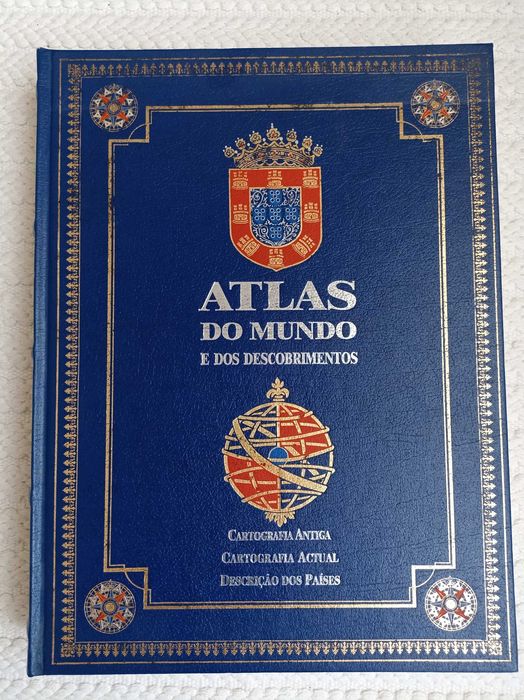 ATLAS
DO MUNDO
E DOS DESCOBRIMENTOS
CARTOGRAFIA ANTIGA
CARTOGRAFIA ACTUAL
DESCRIÇÃO DOS PAÍSES